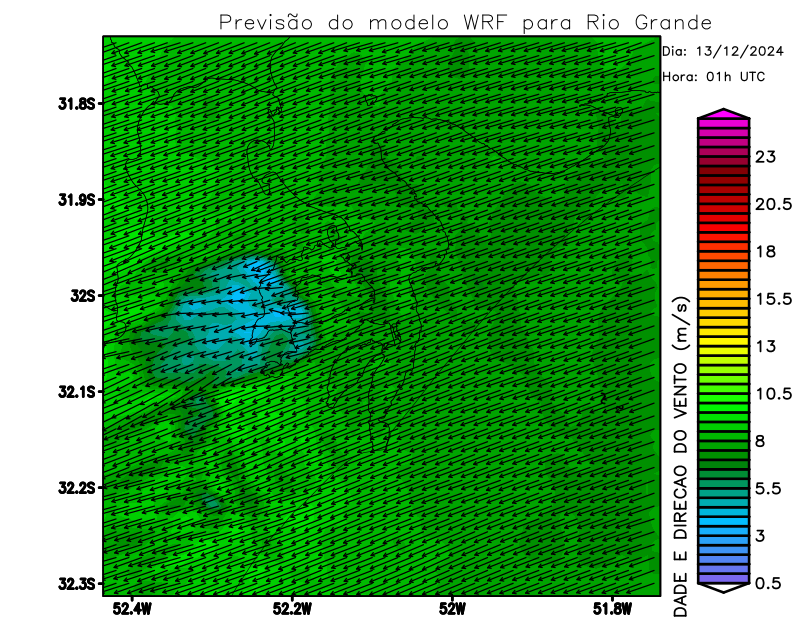 Previsão do modelo WRF para Rio Grande
Dia: 13/12/2024
Hora: 01h UTC
31.8S
31.9S
32S
32.1S
32.2S
32.3S
52.4W
52.2W
52W
51.8W
23
20.5
18
15.5
13
10.5
8
5.5
3
0.5
DADE E DIRECAO DO VENTO (m/s)